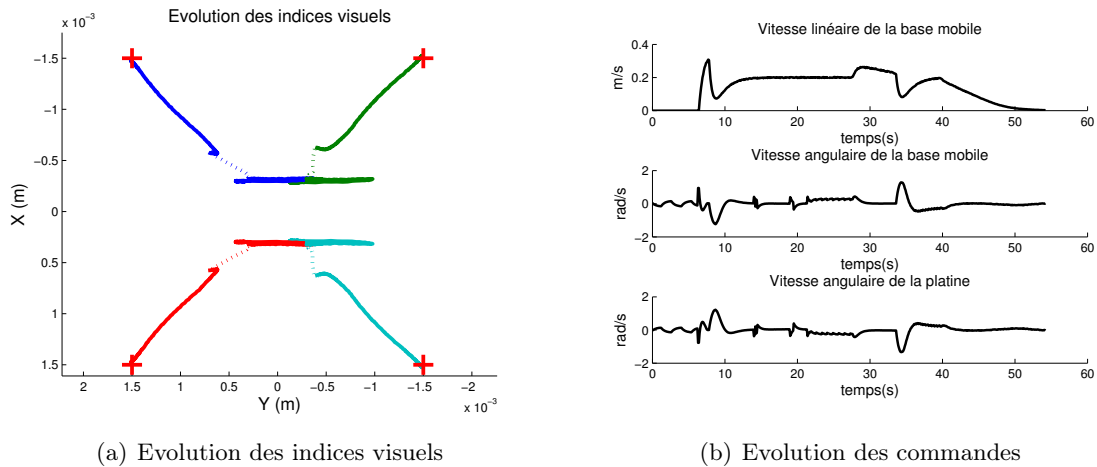 Evolution des indices visuels
x 10⁻³
−1.5
−1
−0.5
0
0.5
1
1.5
X (m)
2 1.5 1 0.5 0 −0.5 −1 −1.5 −2
Y (m)
x 10⁻³
(a) Evolution des indices visuels
Vitesse linéaire de la base mobile
0.4
0.2
0
m/s
0 10 20 30 40 50 60
temps(s)
Vitesse angulaire de la base mobile
2
0
−2
rad/s
0 10 20 30 40 50 60
temps(s)
Vitesse angulaire de la platine
2
0
−2
rad/s
0 10 20 30 40 50 60
temps(s)
(b) Evolution des commandes